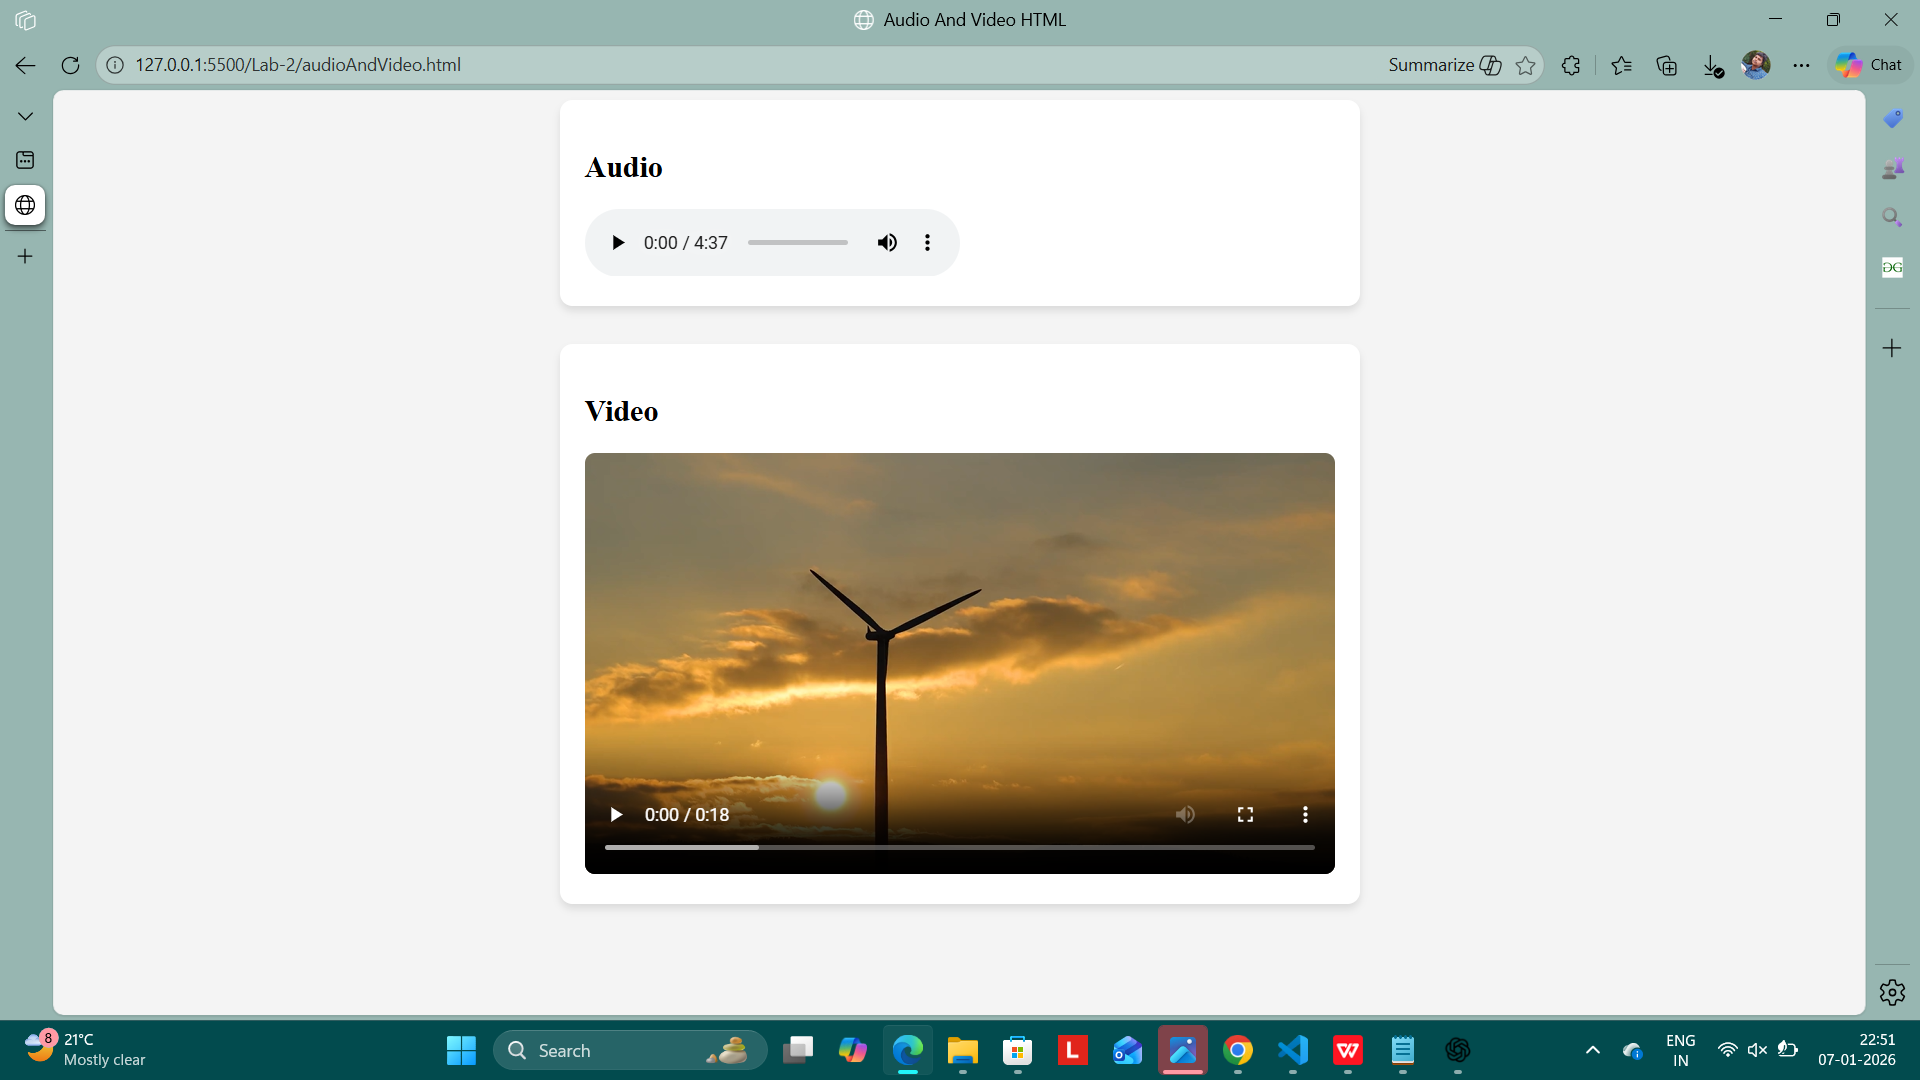 Audio And Video HTML
127.0.0.1:5500/Lab-2/audioAndVideo.html
Summarize
Chat
Audio
0:00 / 4:37
Video
0:00 / 0:18
8
21°C
Mostly clear
Search
L
W
ENG
IN
22:51
07-01-2026